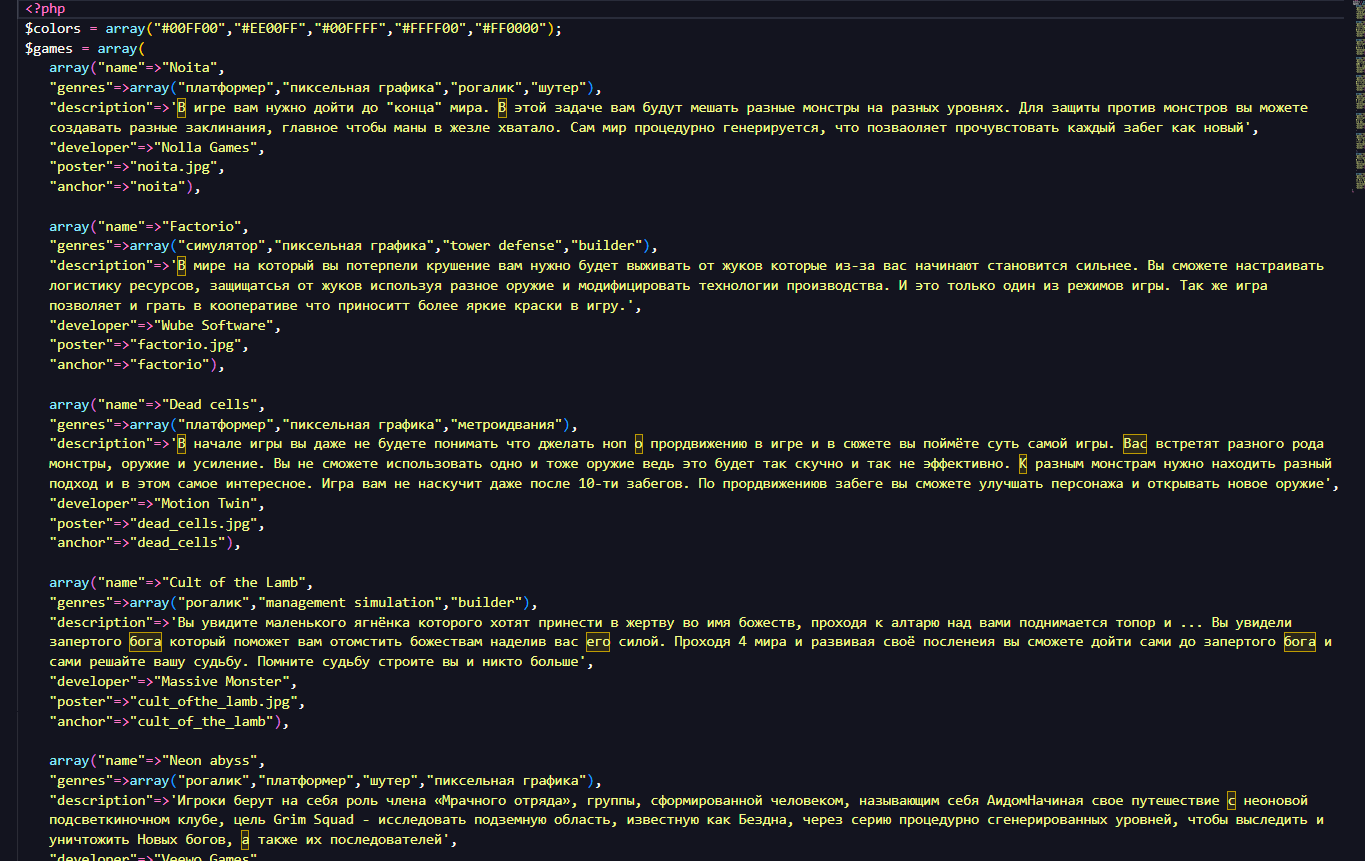 <?php
$colors = array("#00FF00","#EE00FF","#00FFFF","#FFFF00","#FF0000");
$games = array(
array("name"=>"Noita",
"genres"=>array("платформер","пиксельная графика","рогалик","шутер"),
"description"=>'В игре вам нужно дойти до "конца" мира. В этой задаче вам будут мешать разные монстры на разных уровнях. Для защиты против монстров вы можете
создавать разные заклинания, главное чтобы маны в жезле хватало. Сам мир процедурно генерируется, что позваоляет прочувстовать каждый забег как новый',
"developer"=>"Nolla Games",
"poster"=>"noita.jpg",
"anchor"=>"noita"),
array("name"=>"Factorio",
"genres"=>array("симулятор","пиксельная графика","tower defense","builder"),
"description"=>'В мире на который вы потерпели крушение вам нужно будет выживать от жуков которые из-за вас начинают становится сильнее. Вы сможете настраивать
логистику ресурсов, защищатсья от жуков используя разное оружие и модифицировать технологии производства. И это только один из режимов игры. Так же игра
позволяет и грать в кооперативе что приноситт более яркие краски в игру.',
"developer"=>"Wube Software",
"poster"=>"factorio.jpg",
"anchor"=>"factorio"),
array("name"=>"Dead cells",
"genres"=>array("платформер","пиксельная графика","метроидвания"),
"description"=>'В начале игры вы даже не будете понимать что джелать ноп о прордвижению в игре и в сюжете вы поймёте суть самой игры. Вас встретят разного рода
монстры, оружие и усиление. Вы не сможете использовать одно и тоже оружие ведь это будет так скучно и так не эффективно. К разным монстрам нужно находить разный
подход и в этом самое интересное. Игра вам не наскучит даже после 10-ти забегов. По прордвижениюв забеге вы сможете улучшать персонажа и открывать новое оружие',
"developer"=>"Motion Twin",
"poster"=>"dead_cells.jpg",
"anchor"=>"dead_cells"),
array("name"=>"Cult of the Lamb",
"genres"=>array("рогалик","management simulation","builder"),
"description"=>'Вы увидите маленького ягнёнка которого хотят принести в жертву во имя божеств, проходя к алтарю над вами поднимается топор и ... Вы увидели
запертого бога который поможет вам отомстить божествам наделив вас его силой. Проходя 4 мира и развивая своё посленеия вы сможете дойти сами до запертого бога и
сами решайте вашу судьбу. Помните судьбу строите вы и никто больше',
"developer"=>"Massive Monster",
"poster"=>"cult_ofthe_lamb.jpg",
"anchor"=>"cult_of_the_lamb"),
array("name"=>"Neon abyss",
"genres"=>array("рогалик","платформер","шутер","пиксельная графика"),
"description"=>'Игроки берут на себя роль члена «Мрачного отряда», группы, сформированной человеком, называющим себя АидомНачиная свое путешествие с неоновой
подсветкиночном клубе, цель Grim Squad - исследовать подземную область, известную как Бездна, через серию процедурно сгенерированных уровней, чтобы выследить и
уничтожить Новых богов, а также их последователей',
"developer"=>"Veewo Games"